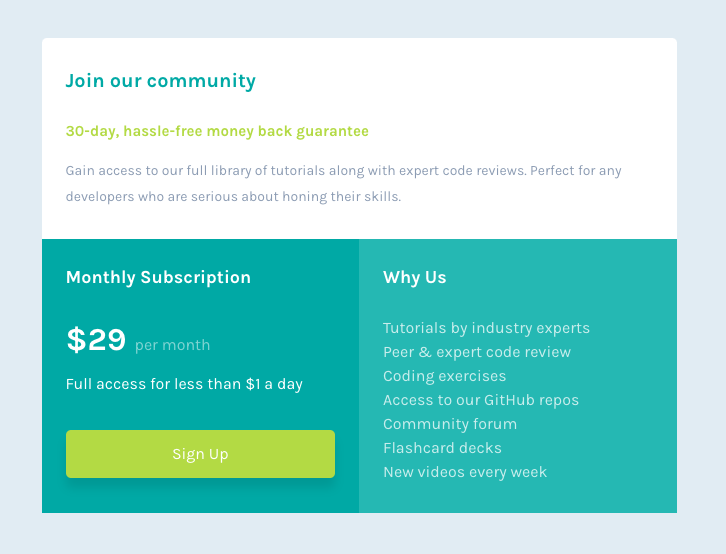 Join our community
30-day, hassle-free money back guarantee
Gain access to our full library of tutorials along with expert code reviews. Perfect for any
developers who are serious about honing their skills.
Monthly Subscription
$29 per month
Full access for less than $1 a day
Sign Up
Why Us
Tutorials by industry experts
Peer & expert code review
Coding exercises
Access to our GitHub repos
Community forum
Flashcard decks
New videos every week